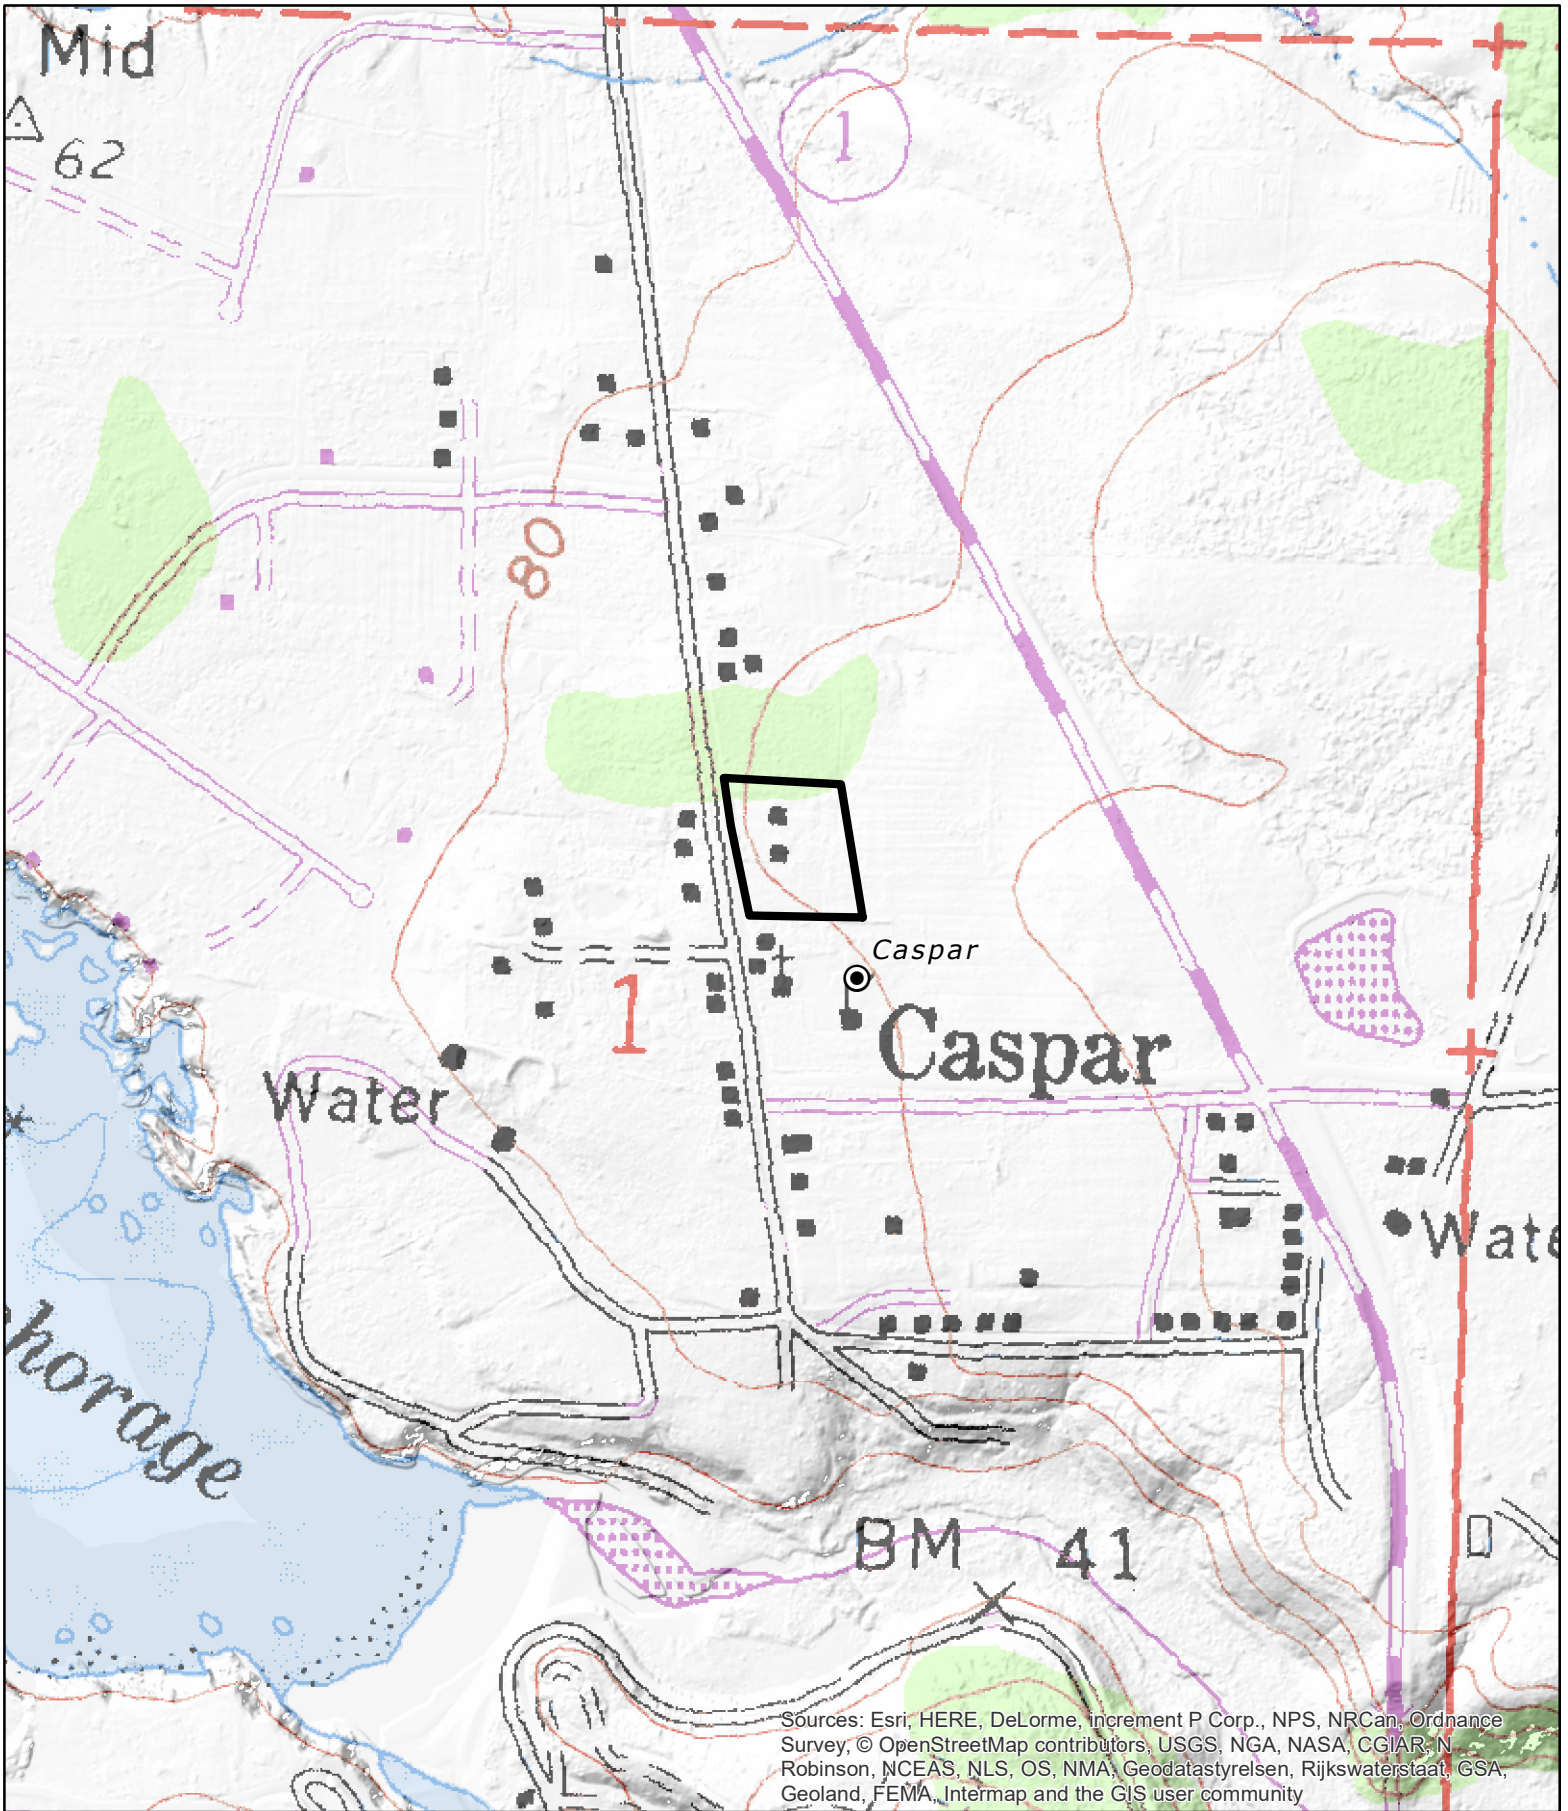 Mid
62
1
80
Caspar
1
Caspar
Water
Wate
horage
BM 41
Sources: Esri, HERE, DeLorme, Increment P Corp., NPS, NRCan, Ordnance
Survey, © OpenStreetMap contributors, USGS, NGA, NASA, CGIAR, N
Robinson, NCEAS, NLS, OS, NMA, Geodatastyrelsen, Rijkswaterstaat, GSA,
Geoland, FEMA, Intermap and the GIS user community